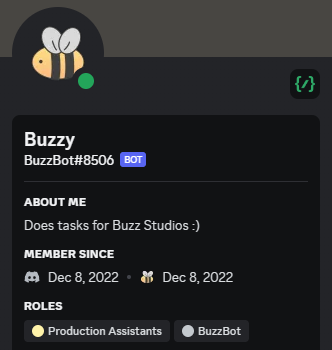 Buzzy
BuzzBot#8506 BOT
ABOUT ME
Does tasks for Buzz Studios :)
MEMBER SINCE
Dec 8, 2022 • Dec 8, 2022
ROLES
Production Assistants BuzzBot